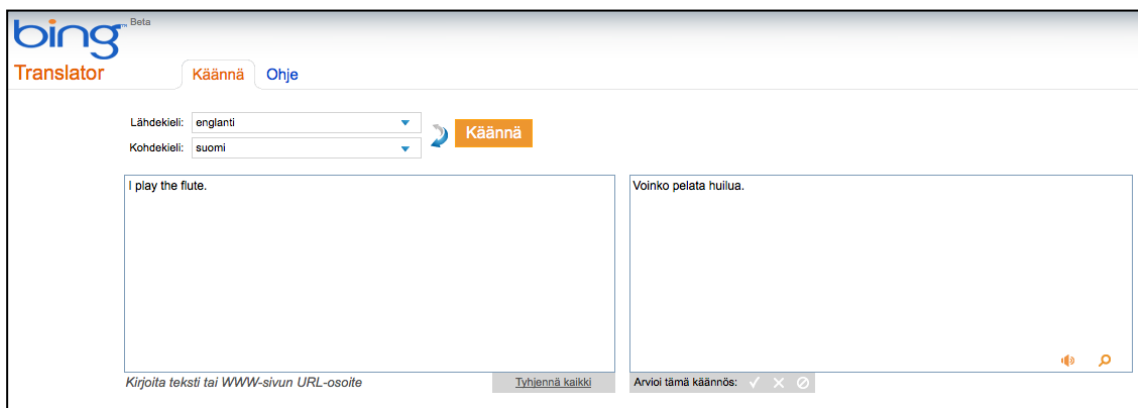 bing™ Beta
Translator Käännä Ohje
Lähdekieli: englanti
Kohdekieli: suomi
Käännä
I play the flute.
Voinko pelata huilua.
Kirjoita teksti tai WWW-sivun URL-osoite
Tyhjennä kaikki
Arvioi tämä käännös: